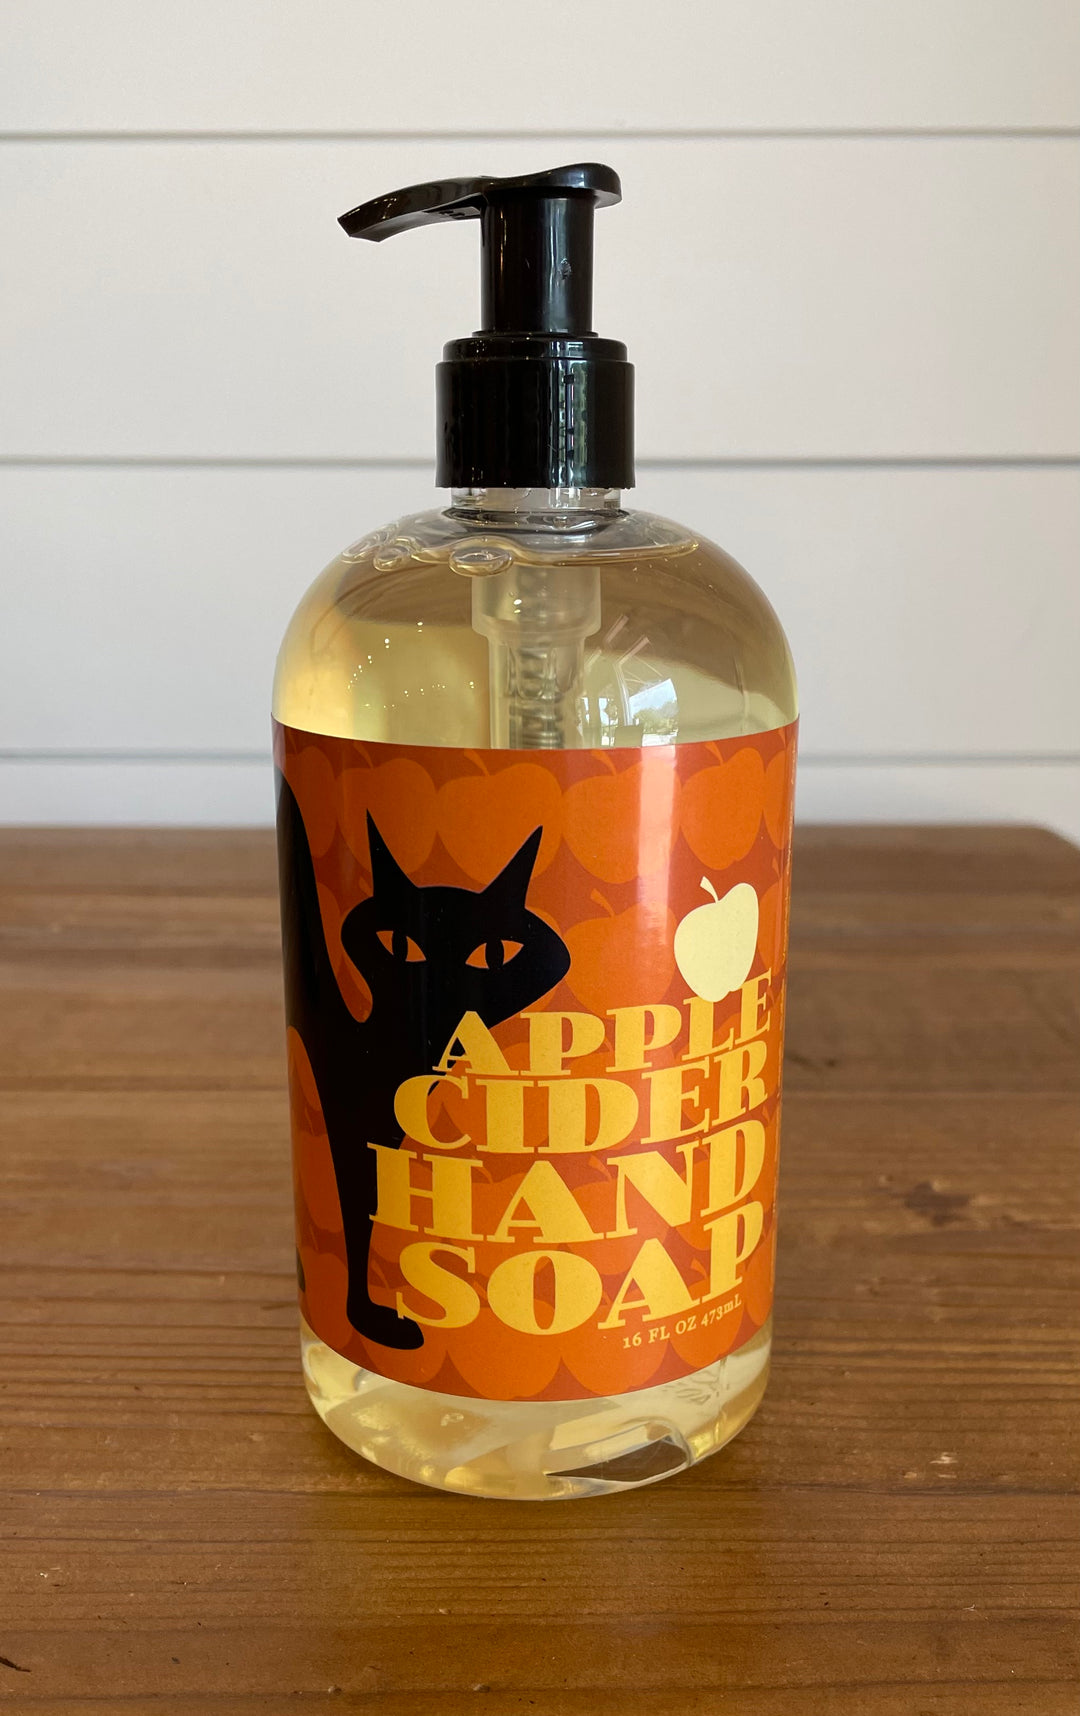 APPLE
CIDER
HAND
SOAP
16 FL OZ 473mL